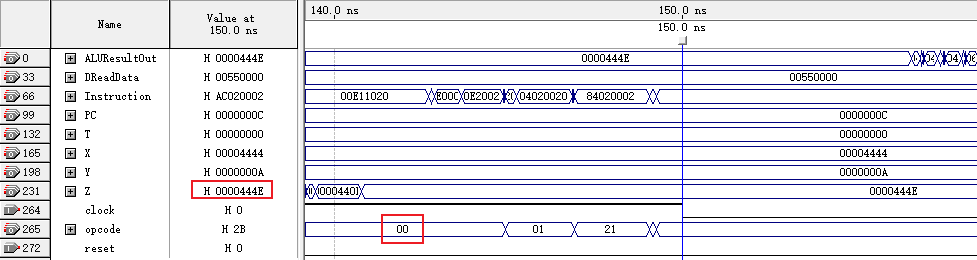 140.0 ns 150.0 ns
Name Value at 150.0 ns 150.0 ns
0 ALUResultOut H 0000444E 0000444E
33 DReadData H 00550000 00550000
66 Instruction H AC020002 00E11020 E00C 0E2002 04020020 84020002
99 PC H 0000000C 0000000C
132 T H 00000000 00000000
165 X H 00004444 00004444
198 Y H 0000000A 0000000A
231 Z H 0000444E 0000440 0000444E
264 clock H 0
265 opcode H 2B 00 01 21
272 reset H 0